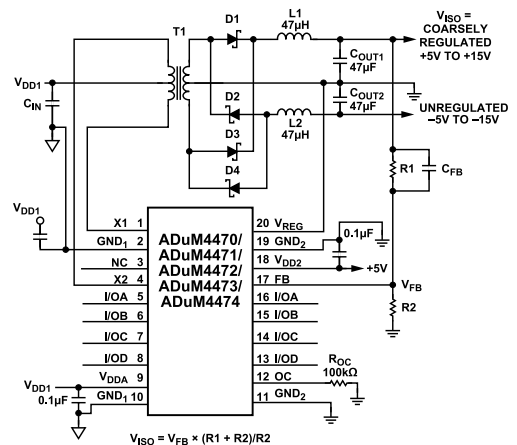 T1
D1
L1
47µH
V_ISO =
COARSELY
REGULATED
+5V TO +15V
C_OUT1
47µF
V_DD1
C_IN
C_OUT2
47µF
D2
UNREGULATED
–5V TO –15V
L2
47µH
D3
R1
C_FB
D4
V_DD1
X1 1
GND₁ 2
NC 3
X2 4
I/OA 5
I/OB 6
I/OC 7
I/OD 8
V_DDA 9
GND₁ 10
V_DD1
0.1µF
ADuM4470/
ADuM4471/
ADuM4472/
ADuM4473/
ADuM4474
20 V_REG
19 GND₂
18 V_DD2
17 FB
16 I/OA
15 I/OB
14 I/OC
13 I/OD
12 OC
11 GND₂
0.1µF
+5V
V_FB
R2
R_OC
100kΩ
V_ISO = V_FB × (R1 + R2)/R2